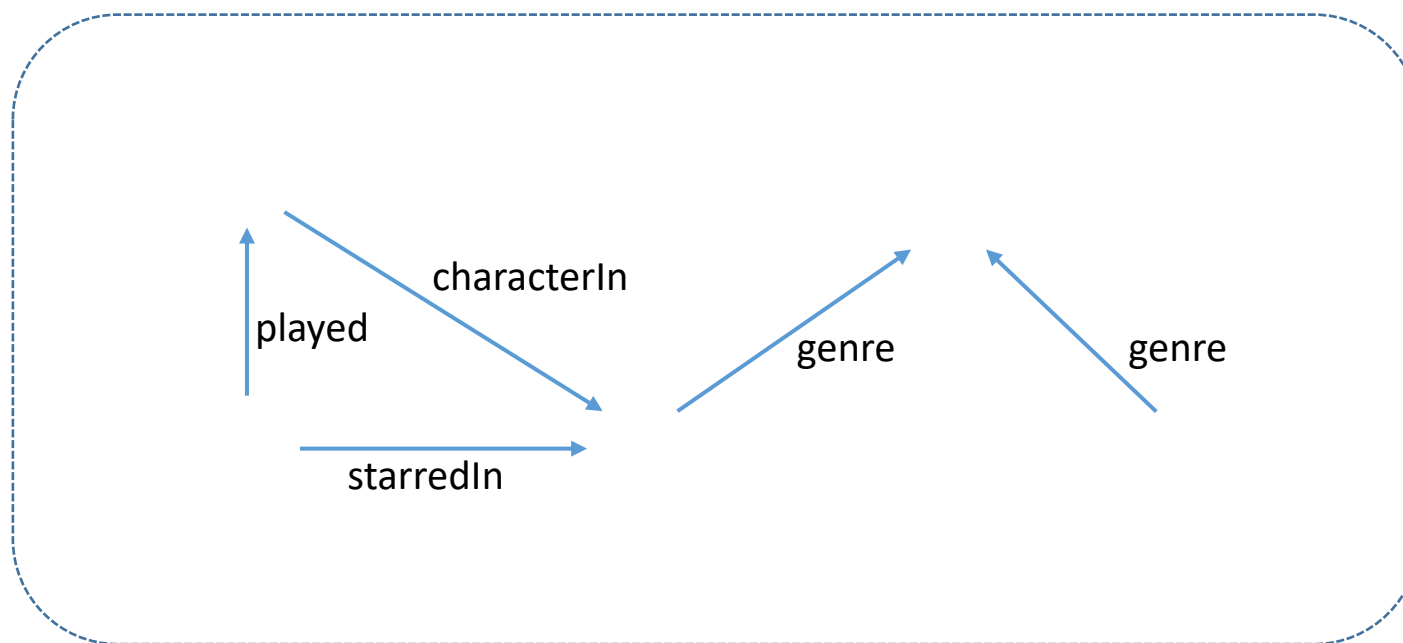 characterIn
played
genre
genre
starredIn